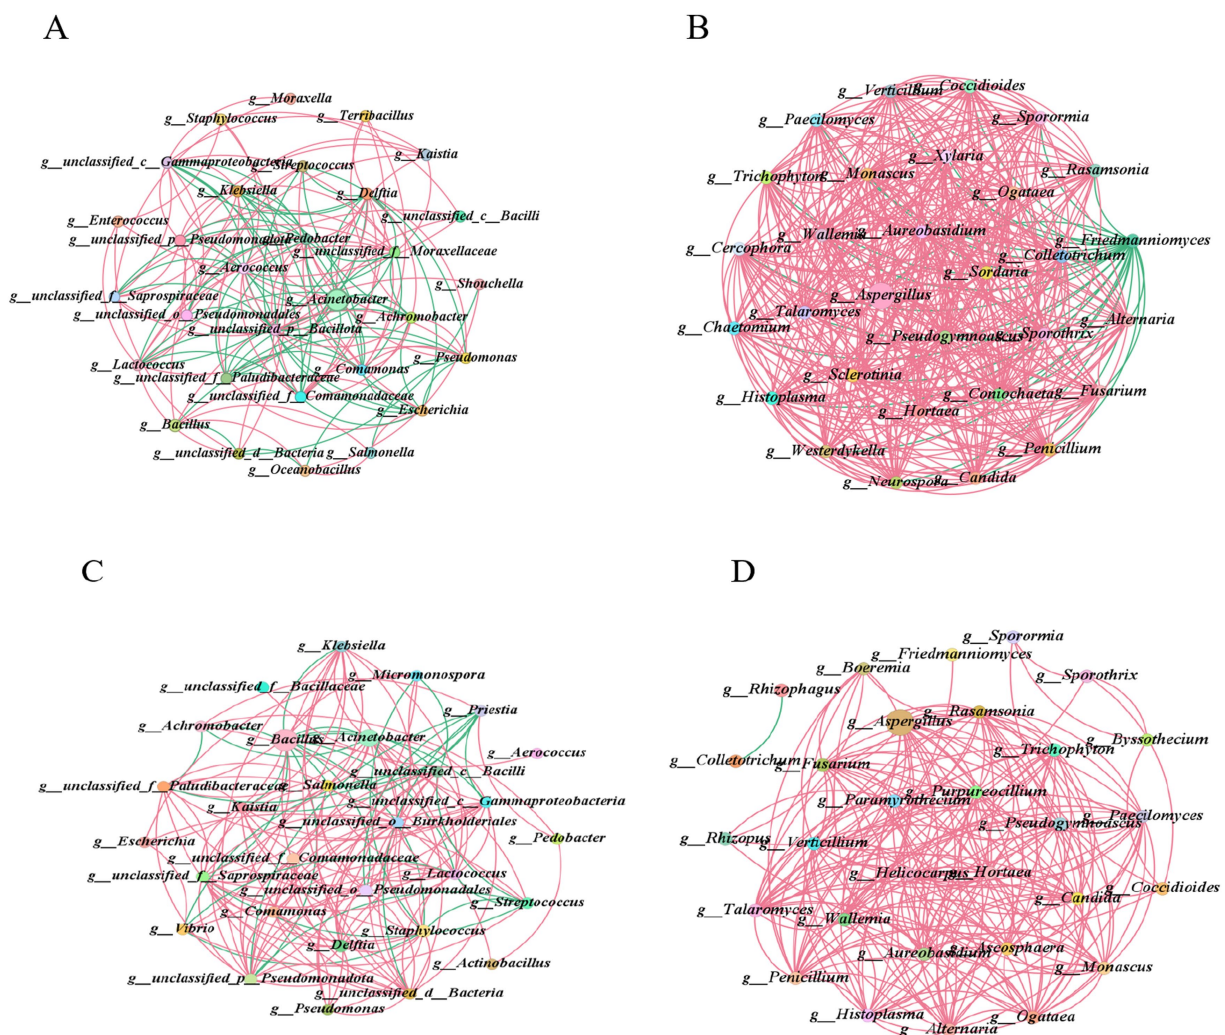 A
g__Moraxella
g__Staphylococcus
g__Terribacillus
g__unclassified_c__Gammaproteobacteria
g__Streptococcus
g__Kaistia
g__Klebsiella
g__Delftia
g__Enterococcus
g__unclassified_c__Bacilli
g__unclassified_p__Pseudomonadota
g__Pedobacter
g__unclassified_f__Moraxellaceae
g__Aerococcus
g__Shouchella
g__unclassified_f__Saprospiraceae
g__Acinetobacter
g__unclassified_o__Pseudomonadales
g__Achromobacter
g__unclassified_p__Bacillota
g__Lactococcus
g__Pseudomonas
g__Comamonas
g__unclassified_f__Paludibacteraceae
g__unclassified_f__Comamonadaceae
g__Escherichia
g__Bacillus
g__unclassified_d__Bacteria
g__Salmonella
g__Oceanobacillus
B
g__Verticillium
g__Coccidioides
g__Paecilomyces
g__Sporormia
g__Xylaria
g__Trichophyton
g__Monascus
g__Rasamsonia
g__Ogataea
g__Wallemia
g__Aureobasidium
g__Friedmanniomyces
g__Cercophora
g__Colletotrichum
g__Sordaria
g__Aspergillus
g__Talaromyces
g__Alternaria
g__Chaetomium
g__Pseudogymnoascus
g__Sporothrix
g__Sclerotinia
g__Histoplasma
g__Coniochaeta
g__Fusarium
g__Hortaea
g__Westerdykella
g__Penicillium
g__Neurospora
g__Candida
C
g__Klebsiella
g__Micromonospora
g__unclassified_f__Bacillaceae
g__Priestia
g__Achromobacter
g__Bacillus
g__Acinetobacter
g__Aerococcus
g__unclassified_c__Bacilli
g__unclassified_f__Paludibacteraceae
g__Salmonella
g__unclassified_c__Gammaproteobacteria
g__Kaistia
g__unclassified_o__Burkholderiales
g__Escherichia
g__Pedobacter
g__unclassified_f__Comamonadaceae
g__unclassified_f__Saprospiraceae
g__Lactococcus
g__unclassified_o__Pseudomonadales
g__Streptococcus
g__Comamonas
g__Vibrio
g__Staphylococcus
g__Delftia
g__Actinobacillus
g__unclassified_p__Pseudomonadota
g__unclassified_d__Bacteria
g__Pseudomonas
D
g__Sporormia
g__Friedmanniomyces
g__Boeremia
g__Sporothrix
g__Rhizophagus
g__Aspergillus
g__Rasamsonia
g__Byssothecium
g__Trichophyton
g__Colletotrichum
g__Fusarium
g__Purpureocillium
g__Paramyrothecium
g__Paecilomyces
g__Pseudogymnoascus
g__Rhizopus
g__Verticillium
g__Helicocarpus
g__Hortaea
g__Coccidioides
g__Candida
g__Talaromyces
g__Wallemia
g__Ascosphaera
g__Aureobasidium
g__Monascus
g__Penicillium
g__Histoplasma
g__Ogataea
g__Alternaria